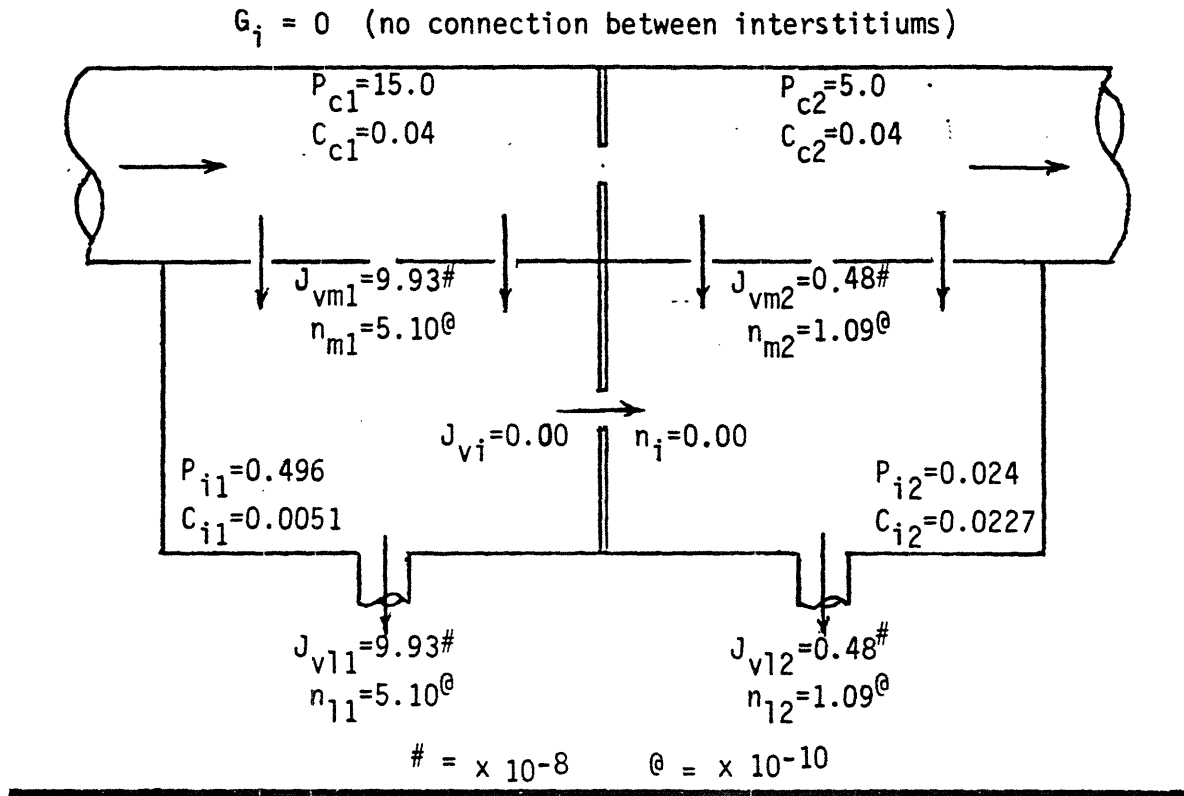 G_i = 0 (no connection between interstitiums)
P_c1=15.0
C_c1=0.04
P_c2=5.0
C_c2=0.04
J_vm1=9.93#
n_m1=5.10@
J_vm2=0.48#
n_m2=1.09@
J_vi=0.00 n_i=0.00
P_i1=0.496
C_i1=0.0051
P_i2=0.024
C_i2=0.0227
J_vl1=9.93#
n_l1=5.10@
J_vl2=0.48#
n_l2=1.09@
# = x 10^-8 @ = x 10^-10